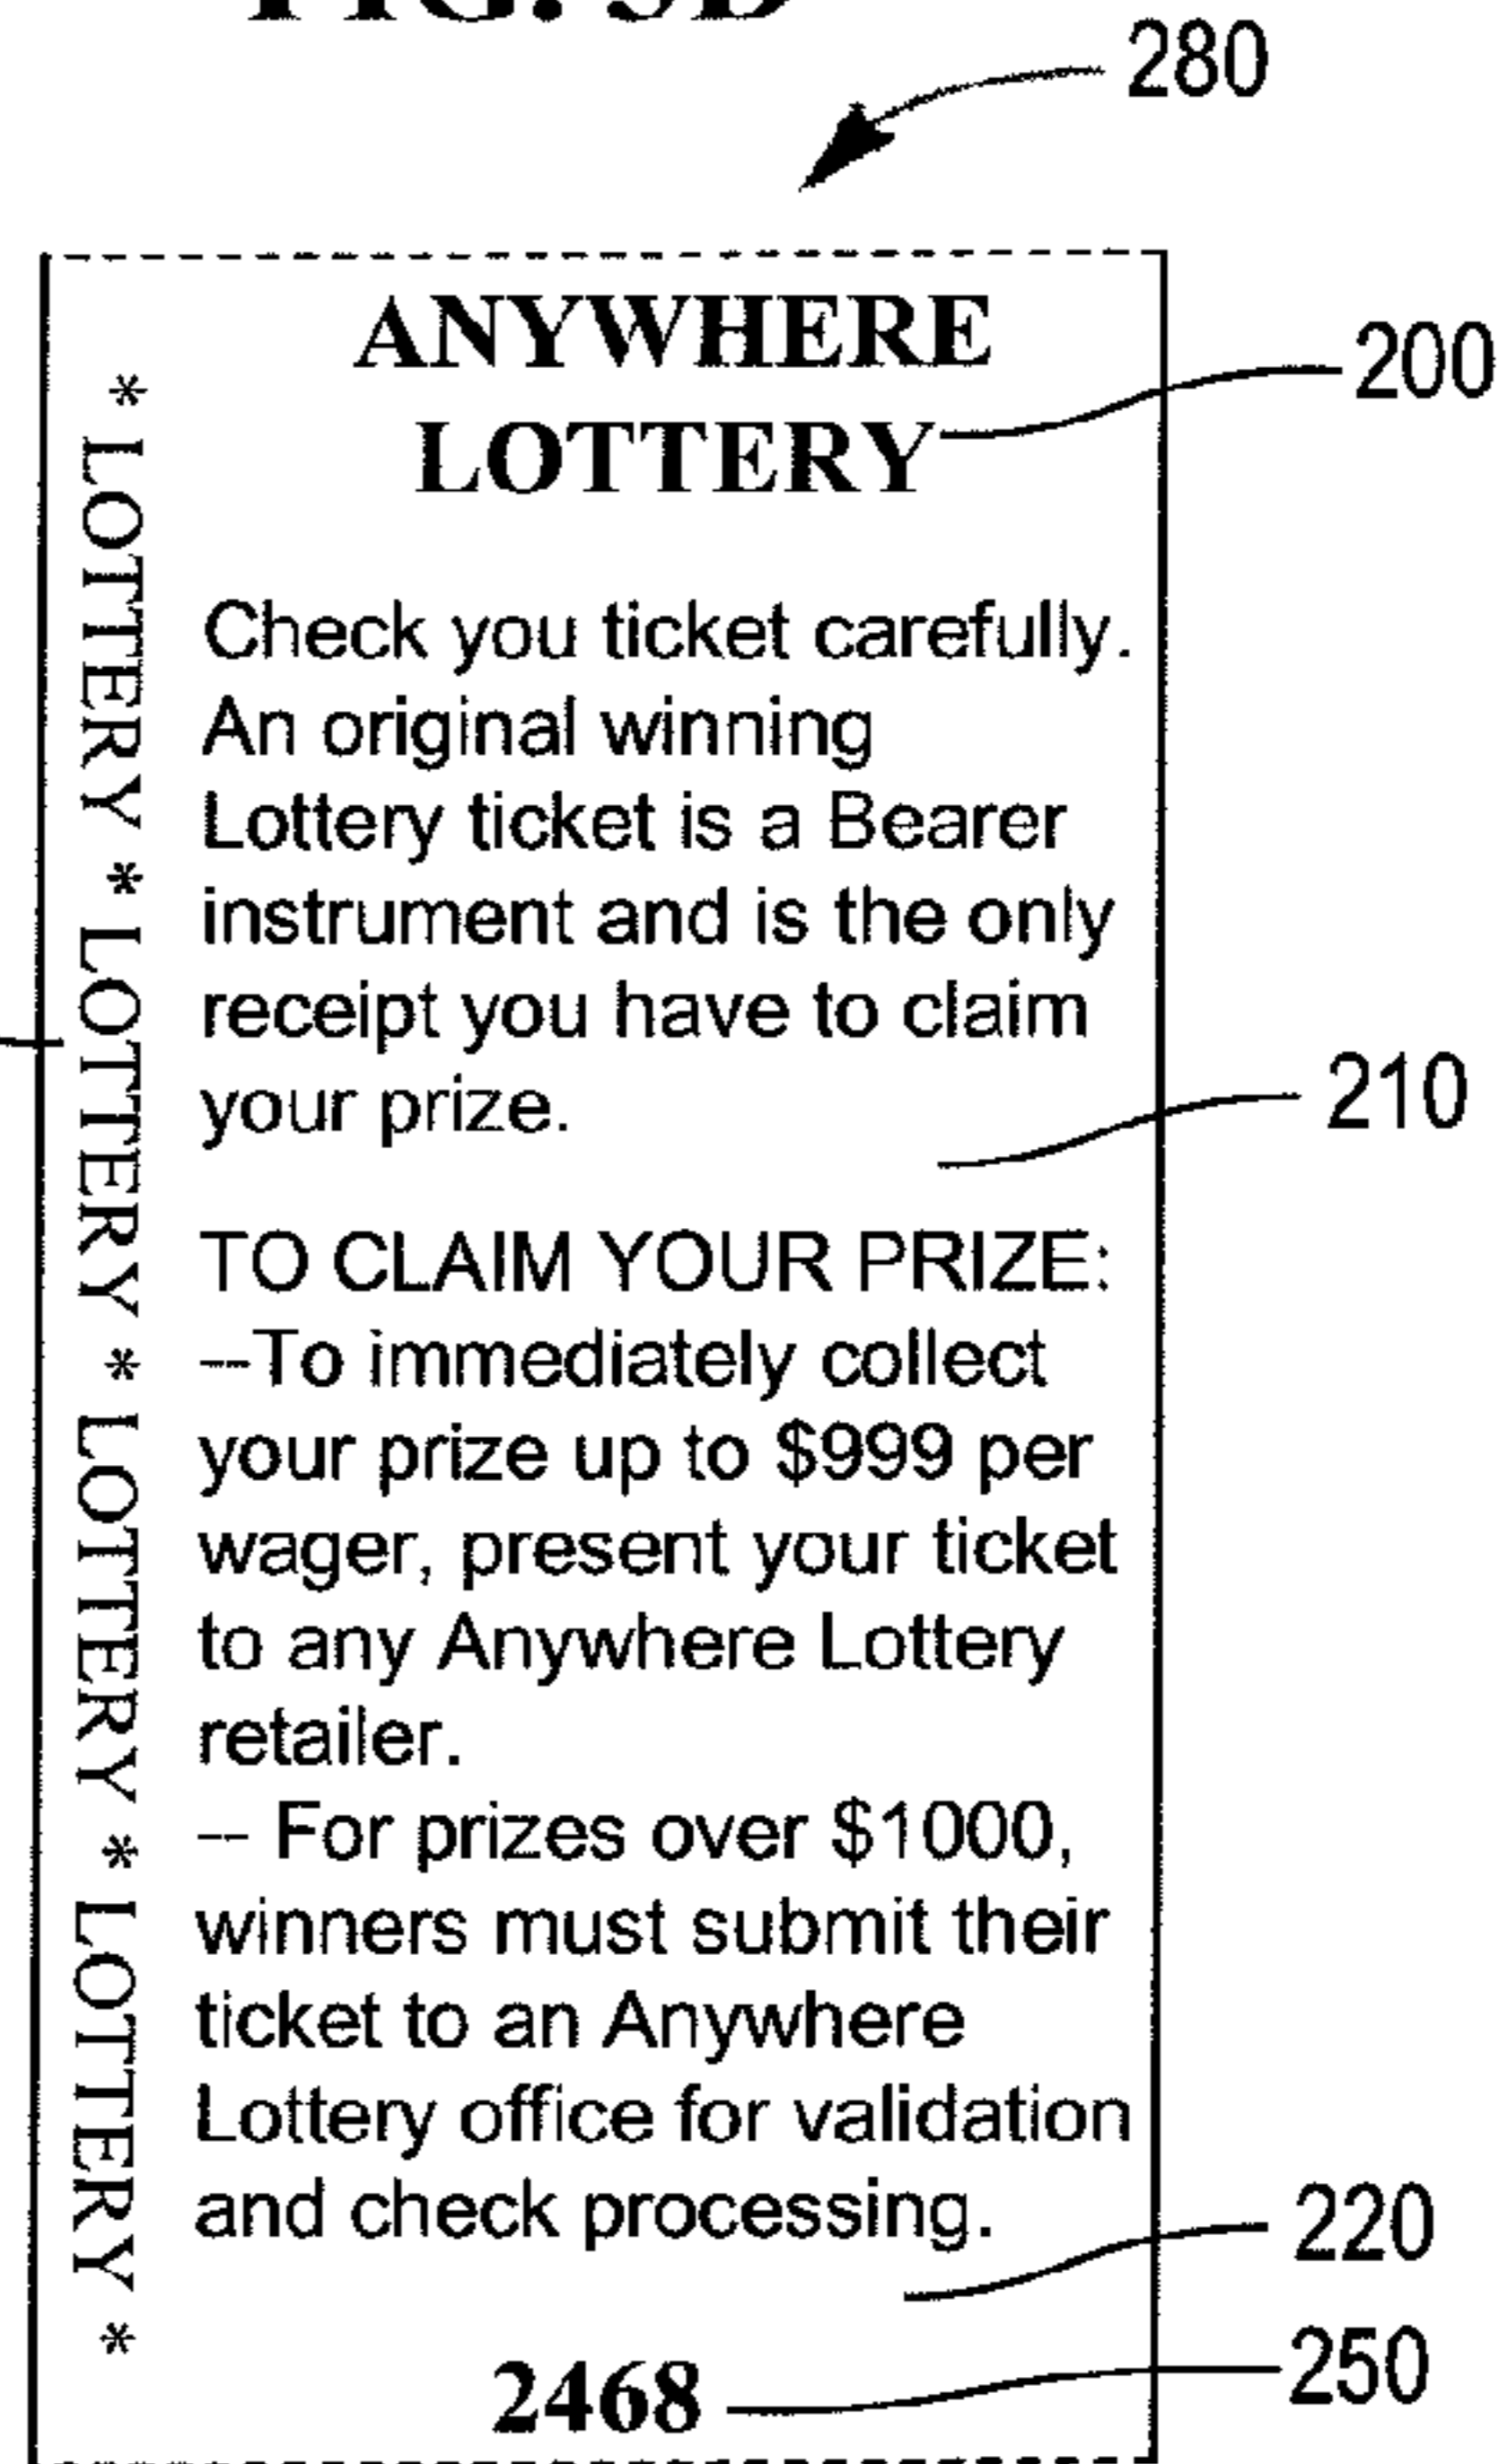 280
ANYWHERE
LOTTERY
200
* LOTTERY * LOTTERY * LOTTERY * LOTTERY *
Check you ticket carefully.
An original winning
Lottery ticket is a Bearer
instrument and is the only
receipt you have to claim
your prize.
210
TO CLAIM YOUR PRIZE:
--To immediately collect
your prize up to $999 per
wager, present your ticket
to any Anywhere Lottery
retailer.
-- For prizes over $1000,
winners must submit their
ticket to an Anywhere
Lottery office for validation
and check processing.
220
2468
250